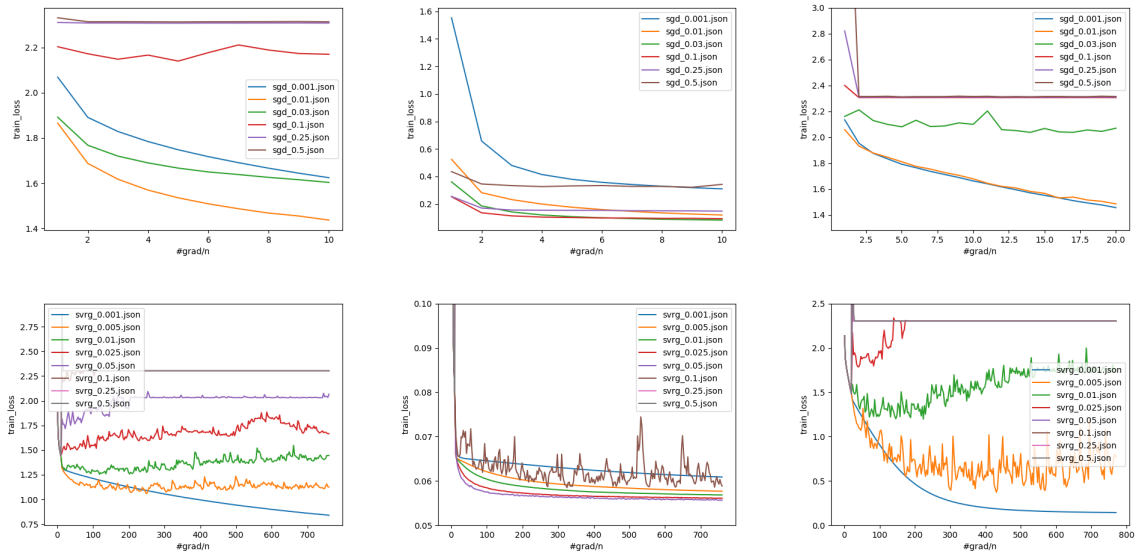 2.2
2.0
1.8
1.6
1.4
train_loss
2
4
6
8
10
#grad/n
sgd_0.001.json
sgd_0.01.json
sgd_0.03.json
sgd_0.1.json
sgd_0.25.json
sgd_0.5.json
1.6
1.4
1.2
1.0
0.8
0.6
0.4
0.2
train_loss
2
4
6
8
10
#grad/n
sgd_0.001.json
sgd_0.01.json
sgd_0.03.json
sgd_0.1.json
sgd_0.25.json
sgd_0.5.json
3.0
2.8
2.6
2.4
2.2
2.0
1.8
1.6
1.4
train_loss
2.5
5.0
7.5
10.0
12.5
15.0
17.5
20.0
#grad/n
sgd_0.001.json
sgd_0.01.json
sgd_0.03.json
sgd_0.1.json
sgd_0.25.json
sgd_0.5.json
2.75
2.50
2.25
2.00
1.75
1.50
1.25
1.00
0.75
train_loss
0
100
200
300
400
500
600
700
#grad/n
svrg_0.001.json
svrg_0.005.json
svrg_0.01.json
svrg_0.025.json
svrg_0.05.json
svrg_0.1.json
svrg_0.25.json
svrg_0.5.json
0.10
0.09
0.08
0.07
0.06
0.05
train_loss
0
100
200
300
400
500
600
700
#grad/n
svrg_0.001.json
svrg_0.005.json
svrg_0.01.json
svrg_0.025.json
svrg_0.05.json
svrg_0.1.json
svrg_0.25.json
svrg_0.5.json
2.5
2.0
1.5
1.0
0.5
0.0
train_loss
0
100
200
300
400
500
600
700
800
#grad/n
svrg_0.001.json
svrg_0.005.json
svrg_0.01.json
svrg_0.025.json
svrg_0.05.json
svrg_0.1.json
svrg_0.25.json
svrg_0.5.json